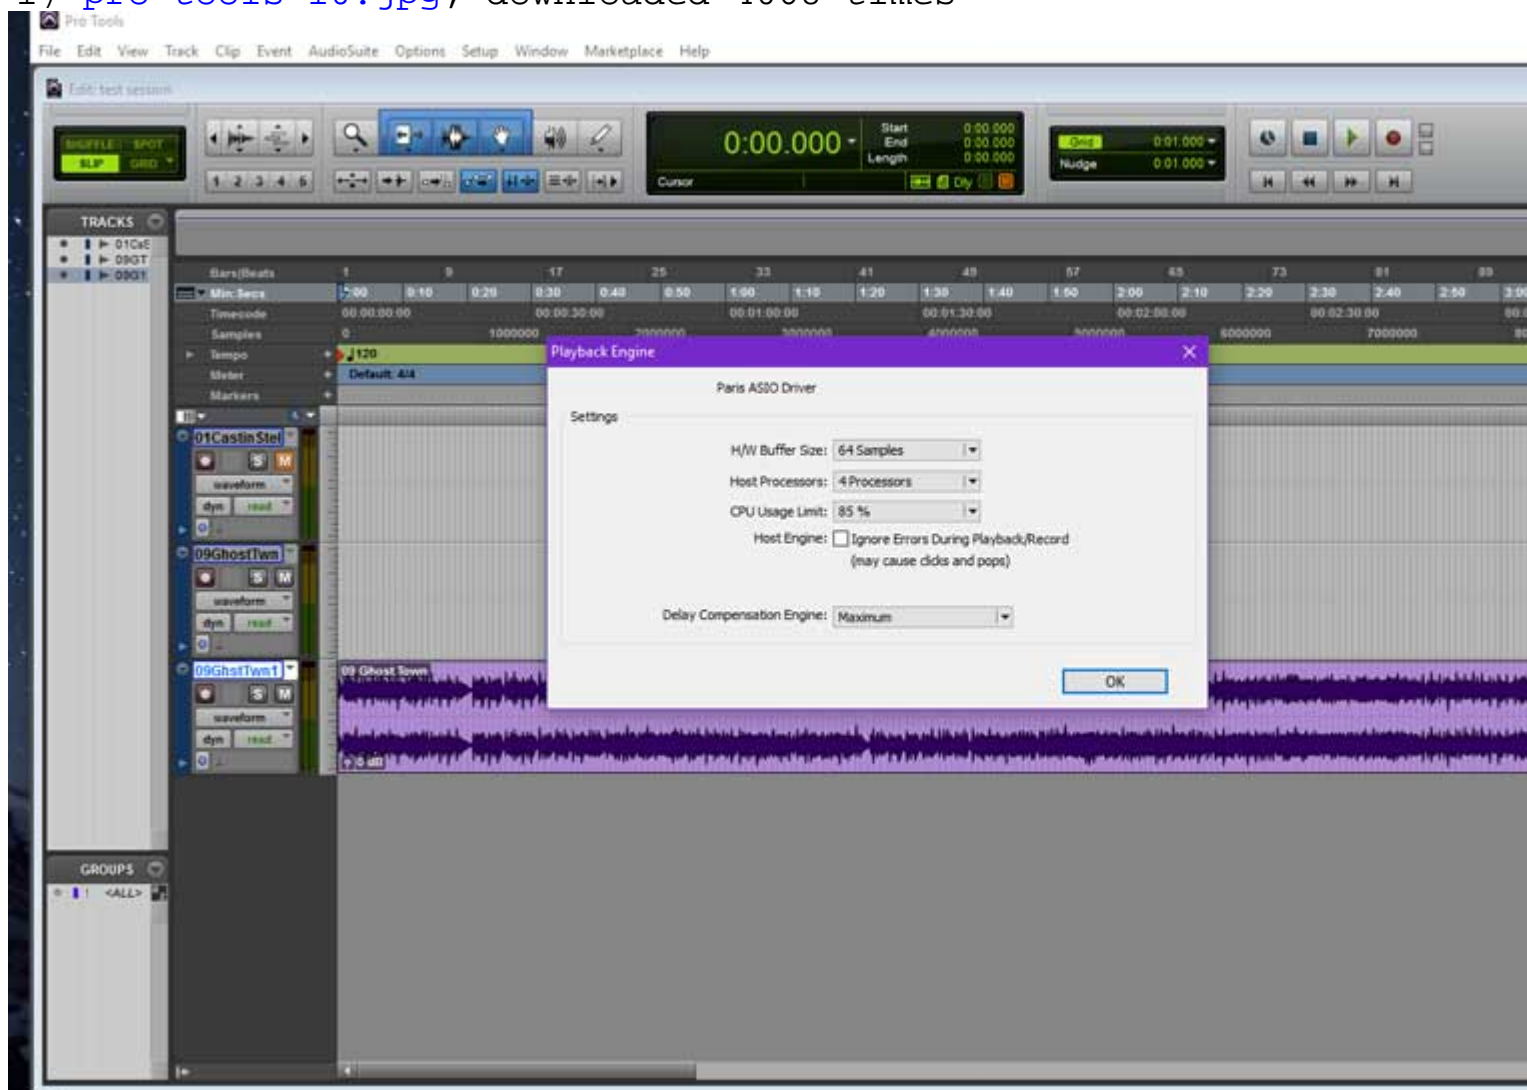 Pro Tools
File Edit View Track Clip Event AudioSuite Options Setup Window Marketplace Help
Edit: test session
SHUFFLE SPOT
SLIP GRID
1 2 3 4 5
0:00.000
Start 0:00.000
End 0:00.000
Length 0:00.000
Cursor
Dly
Grid 0:01.000
Nudge 0:01.000
TRACKS
01CsS
09GT
09GT
Bars|Beats 1 9 17 25 33 41 49 57 65 73 81 89
Min:Secs 0:00 0:10 0:20 0:30 0:40 0:50 1:00 1:10 1:20 1:30 1:40 1:50 2:00 2:10 2:20 2:30 2:40 2:50 3:00
Timecode 00:00:00:00 00:00:30:00 00:01:00:00 00:01:30:00 00:02:00:00 00:02:30:00
Samples 0 1000000 2000000 3000000 4000000 5000000 6000000 7000000
Tempo 120
Meter Default: 4/4
Markers
Playback Engine
Paris ASIO Driver
Settings
H/W Buffer Size: 64 Samples
Host Processors: 4 Processors
CPU Usage Limit: 85 %
Host Engine: Ignore Errors During Playback/Record
(may cause clicks and pops)
Delay Compensation Engine: Maximum
OK
01CastinStel
S M
waveform
dyn read
09GhostTwn
S M
waveform
dyn read
09GhstTwn1
S M
waveform
dyn read
09 Ghost Town
0 dB
GROUPS
! <ALL>